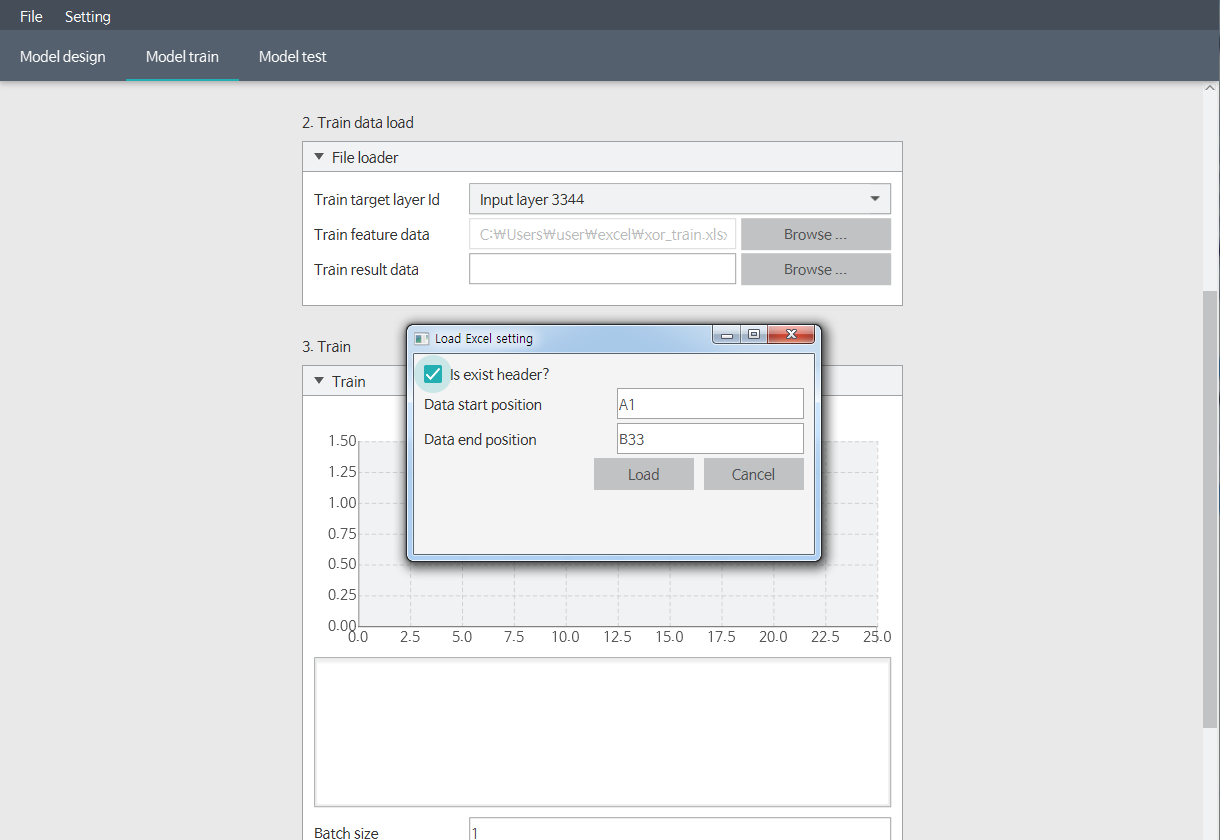 File Setting
Model design Model train Model test
2. Train data load
File loader
Train target layer Id Input layer 3344
Train feature data C:₩Users₩user₩excel₩xor_train.xlsx Browse ...
Train result data Browse ...
Load Excel setting
3. Train
Train
Is exist header?
Data start position A1
Data end position B33
Load Cancel
1.50
1.25
1.00
0.75
0.50
0.25
0.00
0.0 2.5 5.0 7.5 10.0 12.5 15.0 17.5 20.0 22.5 25.0
Batch size 1